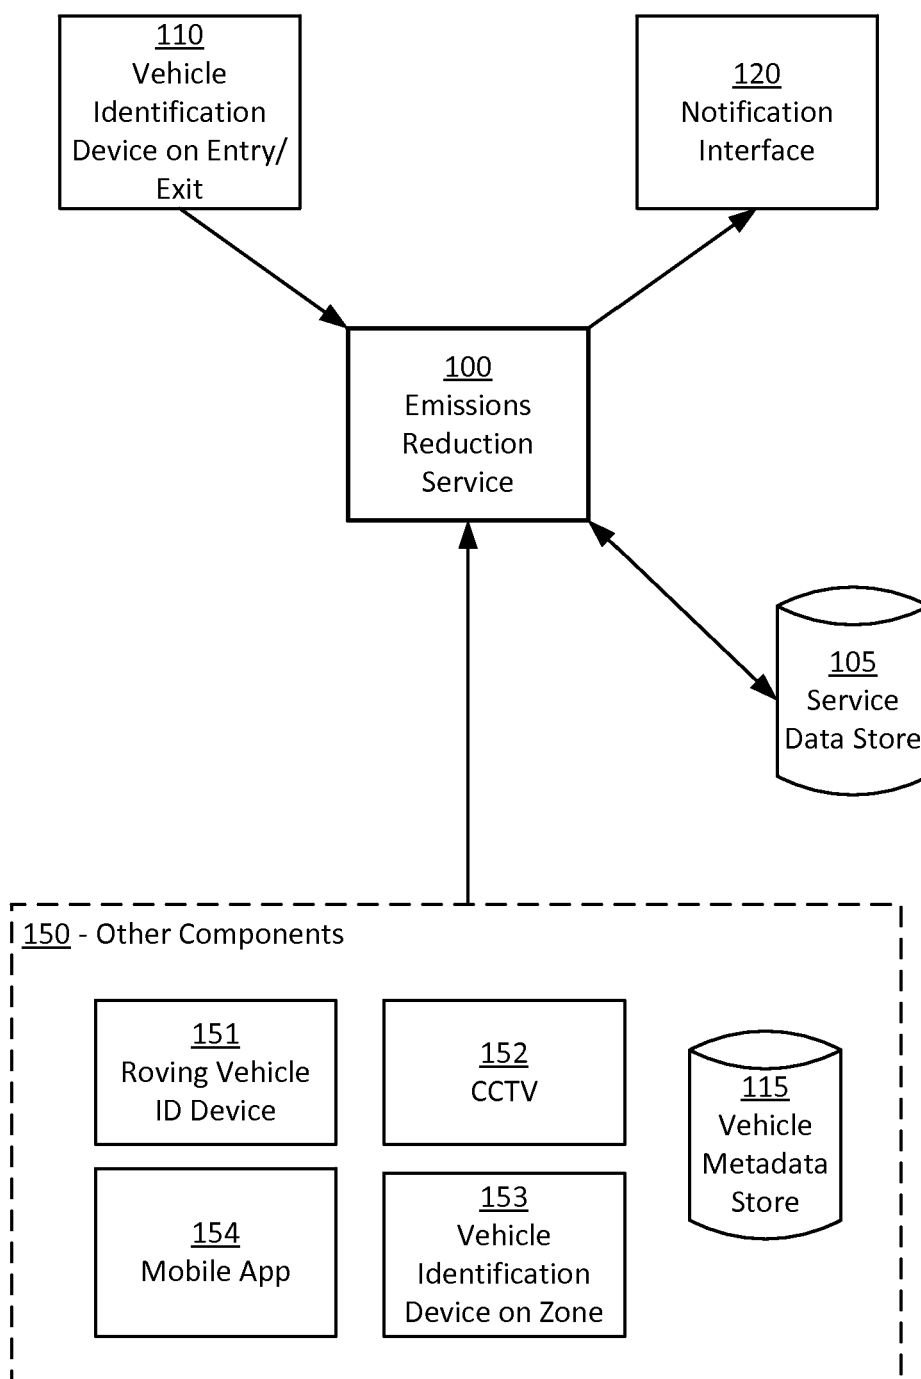 110
Vehicle
Identification
Device on Entry/
Exit
120
Notification
Interface
100
Emissions
Reduction
Service
105
Service
Data Store
150 - Other Components
151
Roving Vehicle
ID Device
152
CCTV
115
Vehicle
Metadata
Store
154
Mobile App
153
Vehicle
Identification
Device on Zone